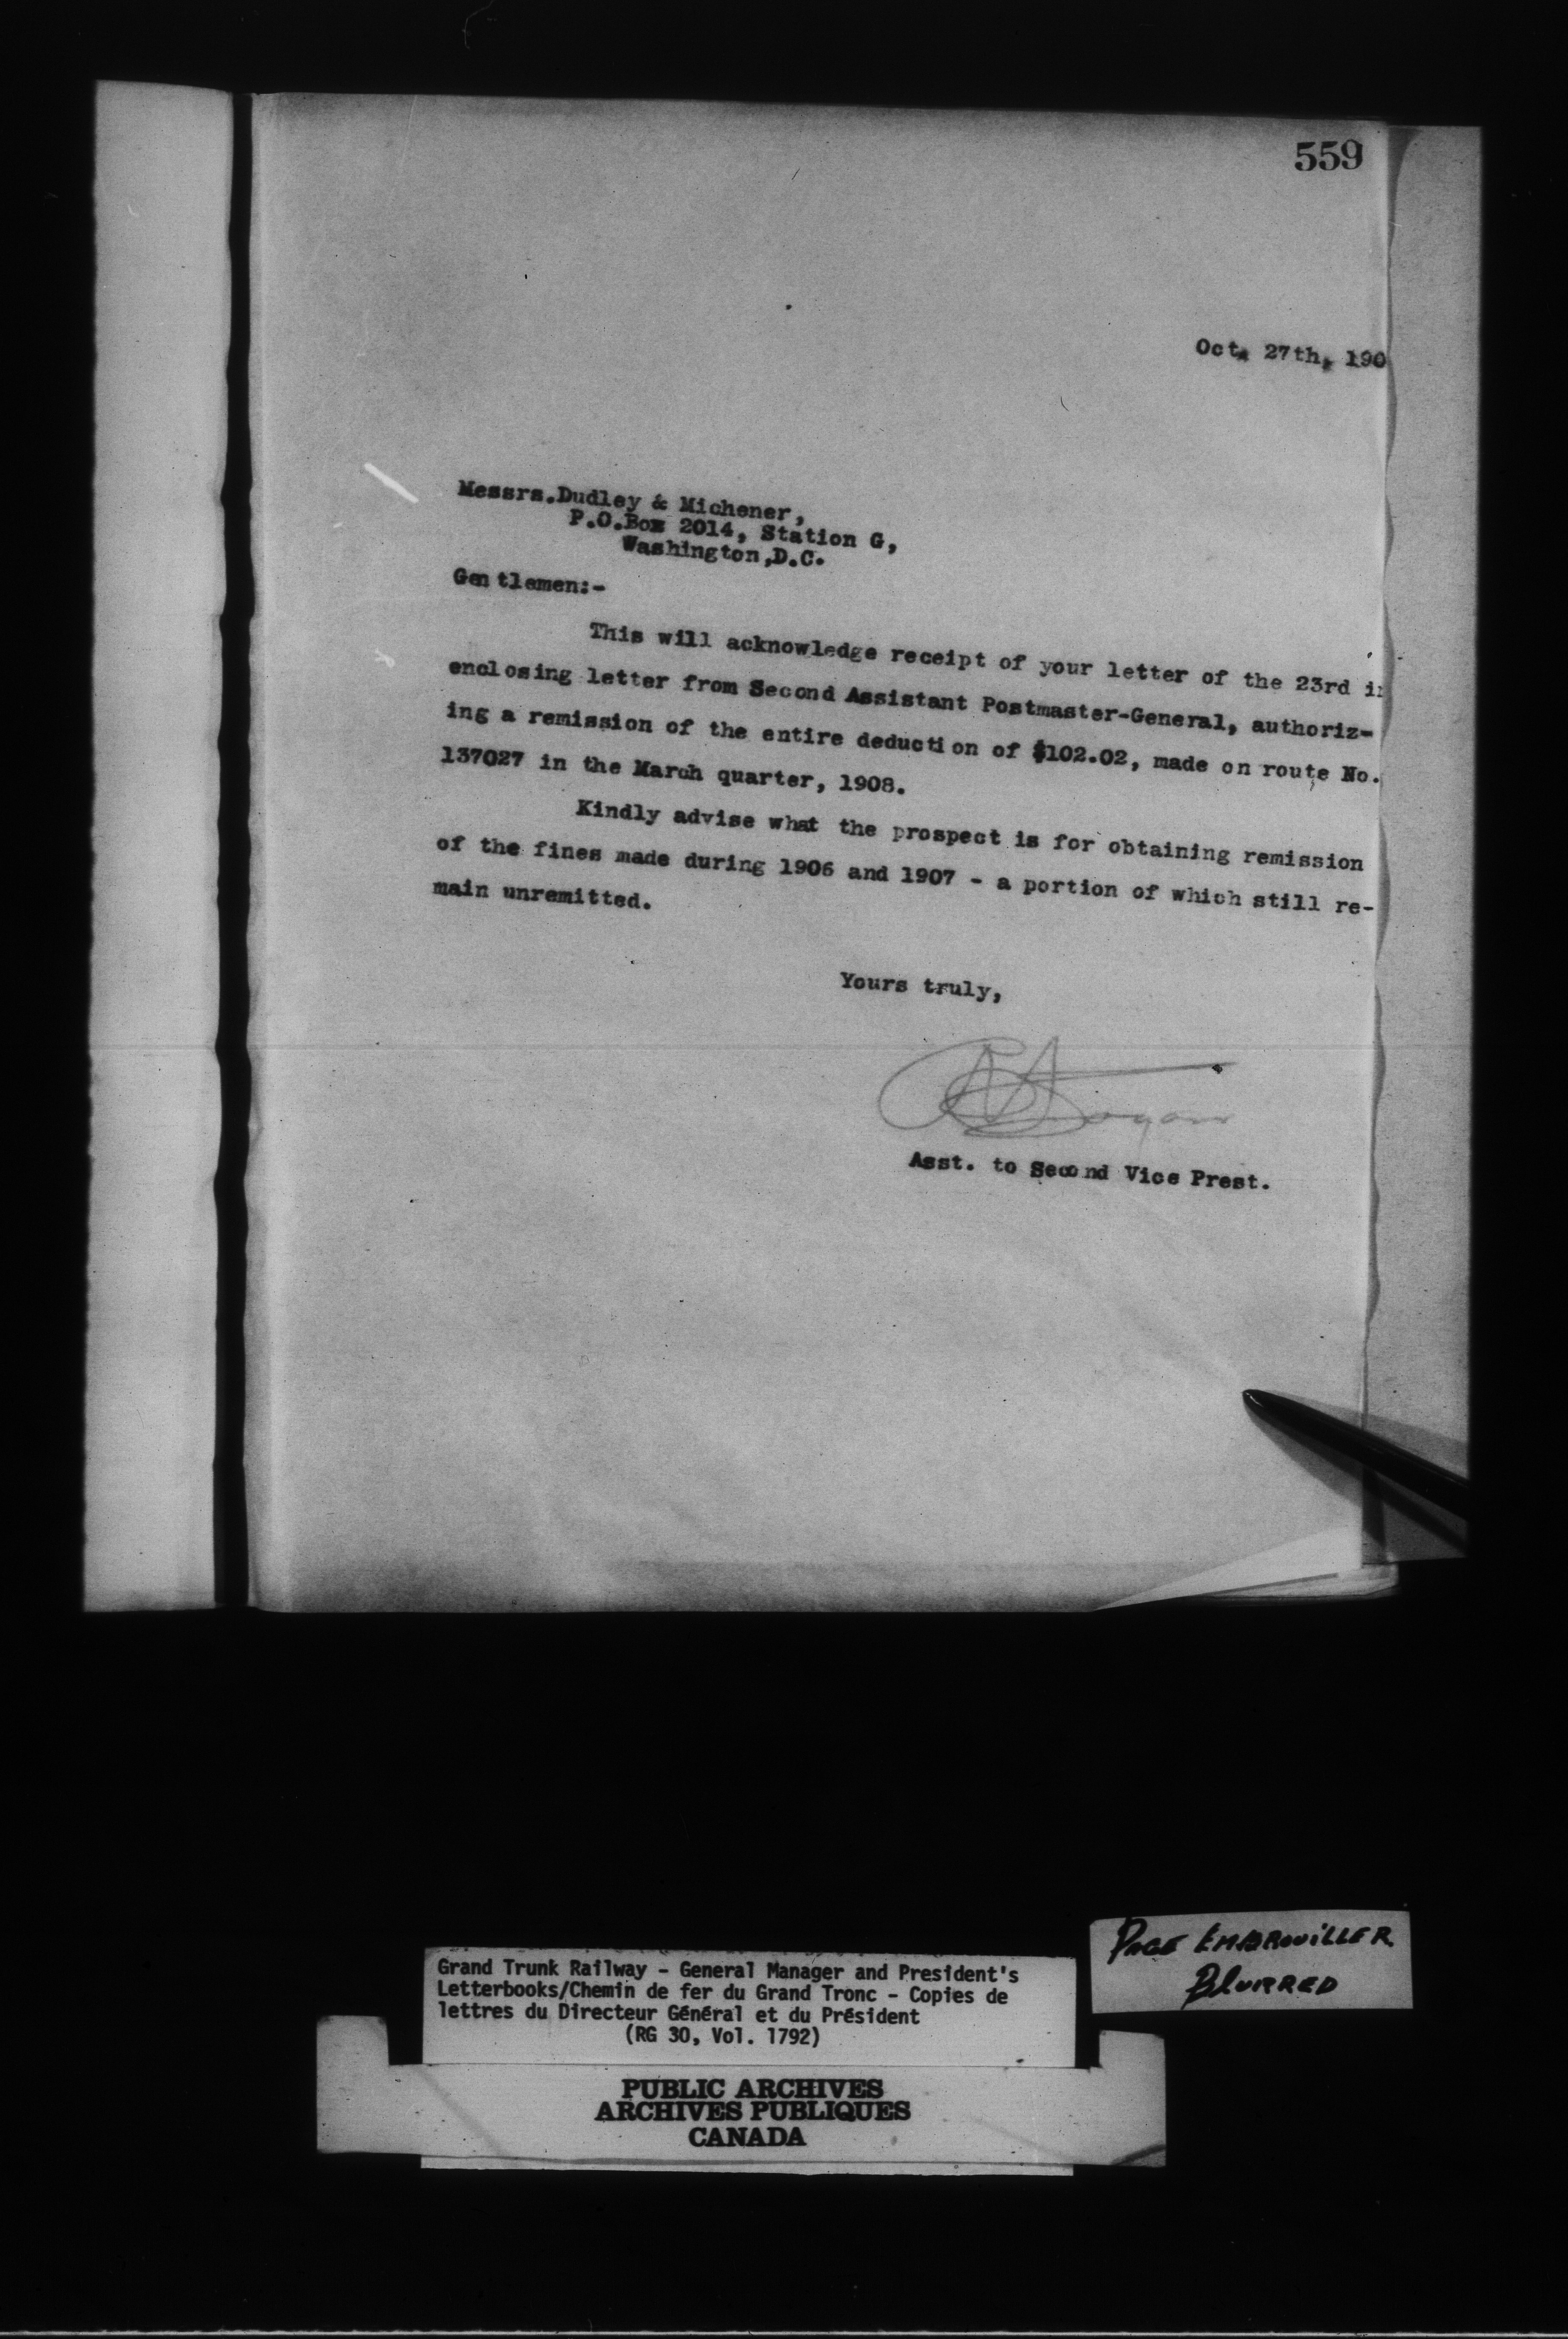 559
Oct. 27th, 190
Messrs. Dudley & Michener,
P.O.Box 2014, Station G,
Washington,D.C.
Gentlemen:-
This will acknowledge receipt of your letter of the 23rd
enclosing letter from Second Assistant Postmaster-General, authoriz-
ing a remission of the entire deduction of $102.02, made on route No.
137027 in the March quarter, 1908.
Kindly advise what the prospect is for obtaining remission
of the fines made during 1906 and 1907 - a portion of which still re-
main unremitted.
Yours truly,
Asst. to Second Vice Prest.
PAGE EMBROUILLER
BLURRED
Grand Trunk Railway - General Manager and President's
Letterbooks/Chemin de fer du Grand Tronc - Copies de
lettres du Directeur Général et du Président
(RG 30, Vol. 1792)
PUBLIC ARCHIVES
ARCHIVES PUBLIQUES
CANADA